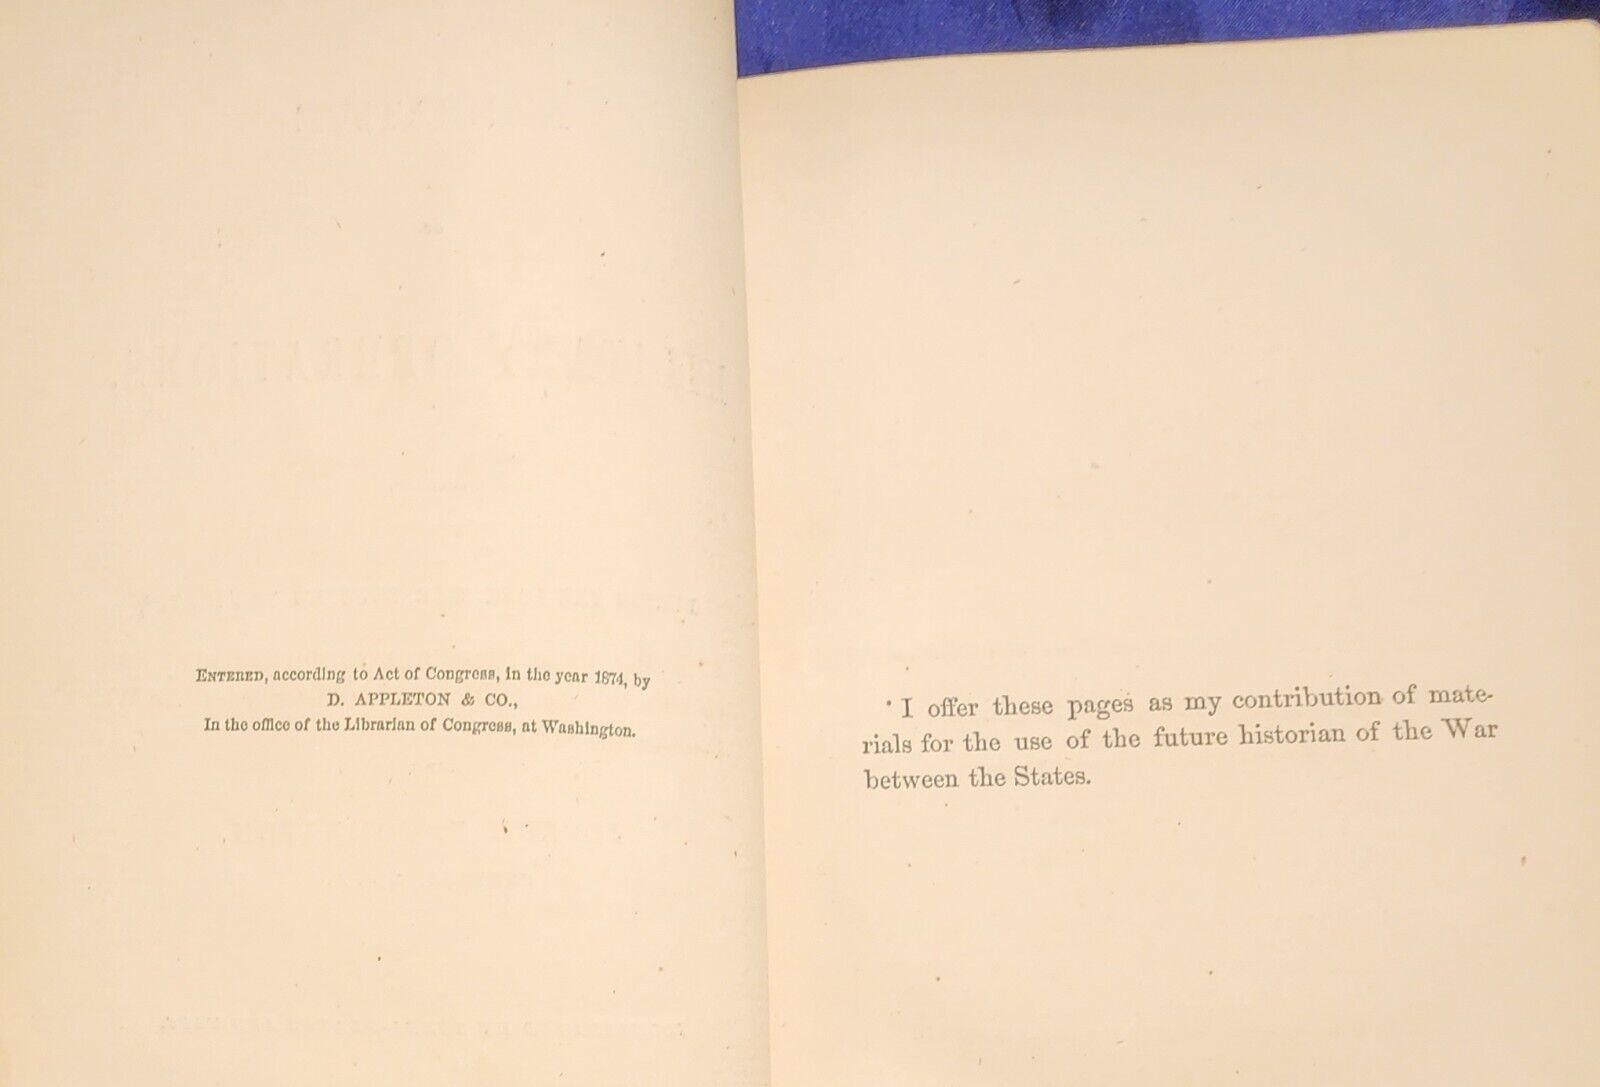 ENTERED, according to Act of Congress, in the year 1874, by
D. APPLETON & CO.,
In the office of the Librarian of Congress, at Washington.
I offer these pages as my contribution of mate-
rials for the use of the future historian of the War
between the States.